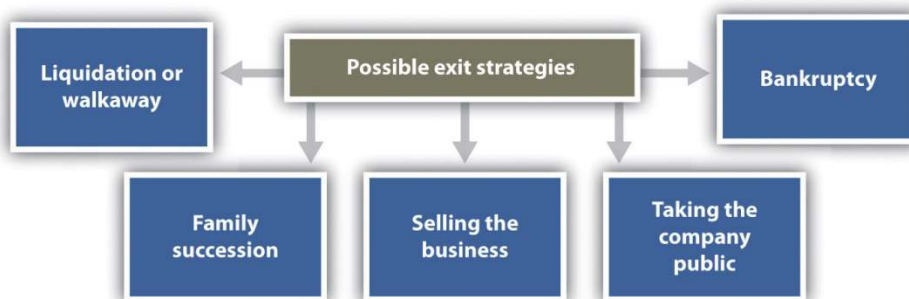 Possible exit strategies
Liquidation or
walkaway
Bankruptcy
Family
succession
Selling the
business
Taking the
company
public